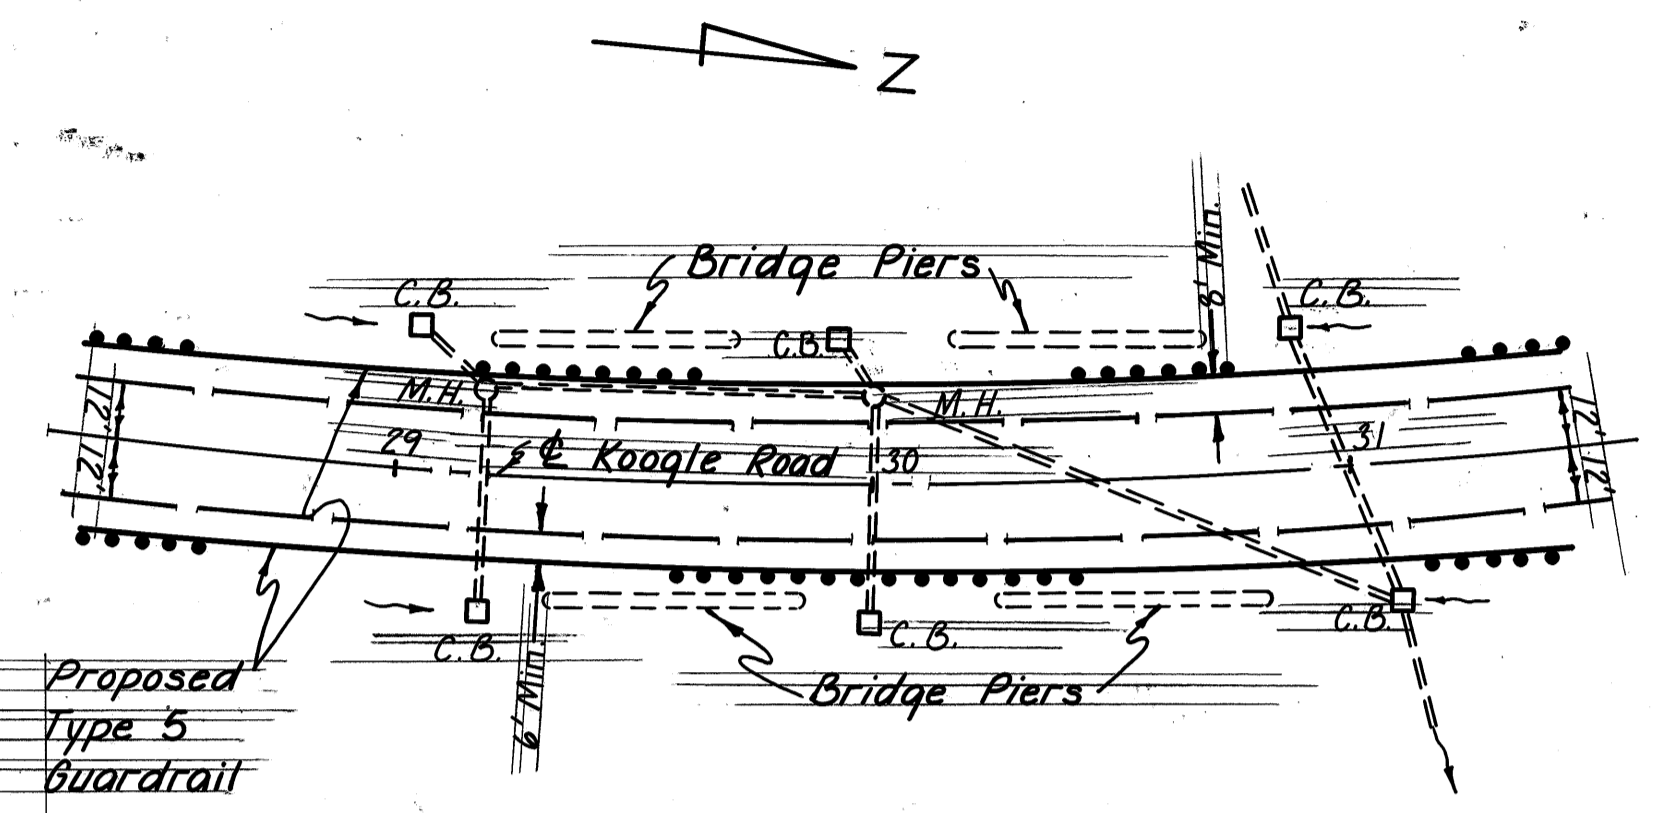 Z
Bridge Piers
8' Min.
C.B.
C.B.
C.B.
M.H.
M.H.
12'
12'
29
℄ Koogle Road
30
31
12'
12'
C.B.
C.B.
C.B.
6' Min.
Bridge Piers
Proposed
Type 5
Guardrail